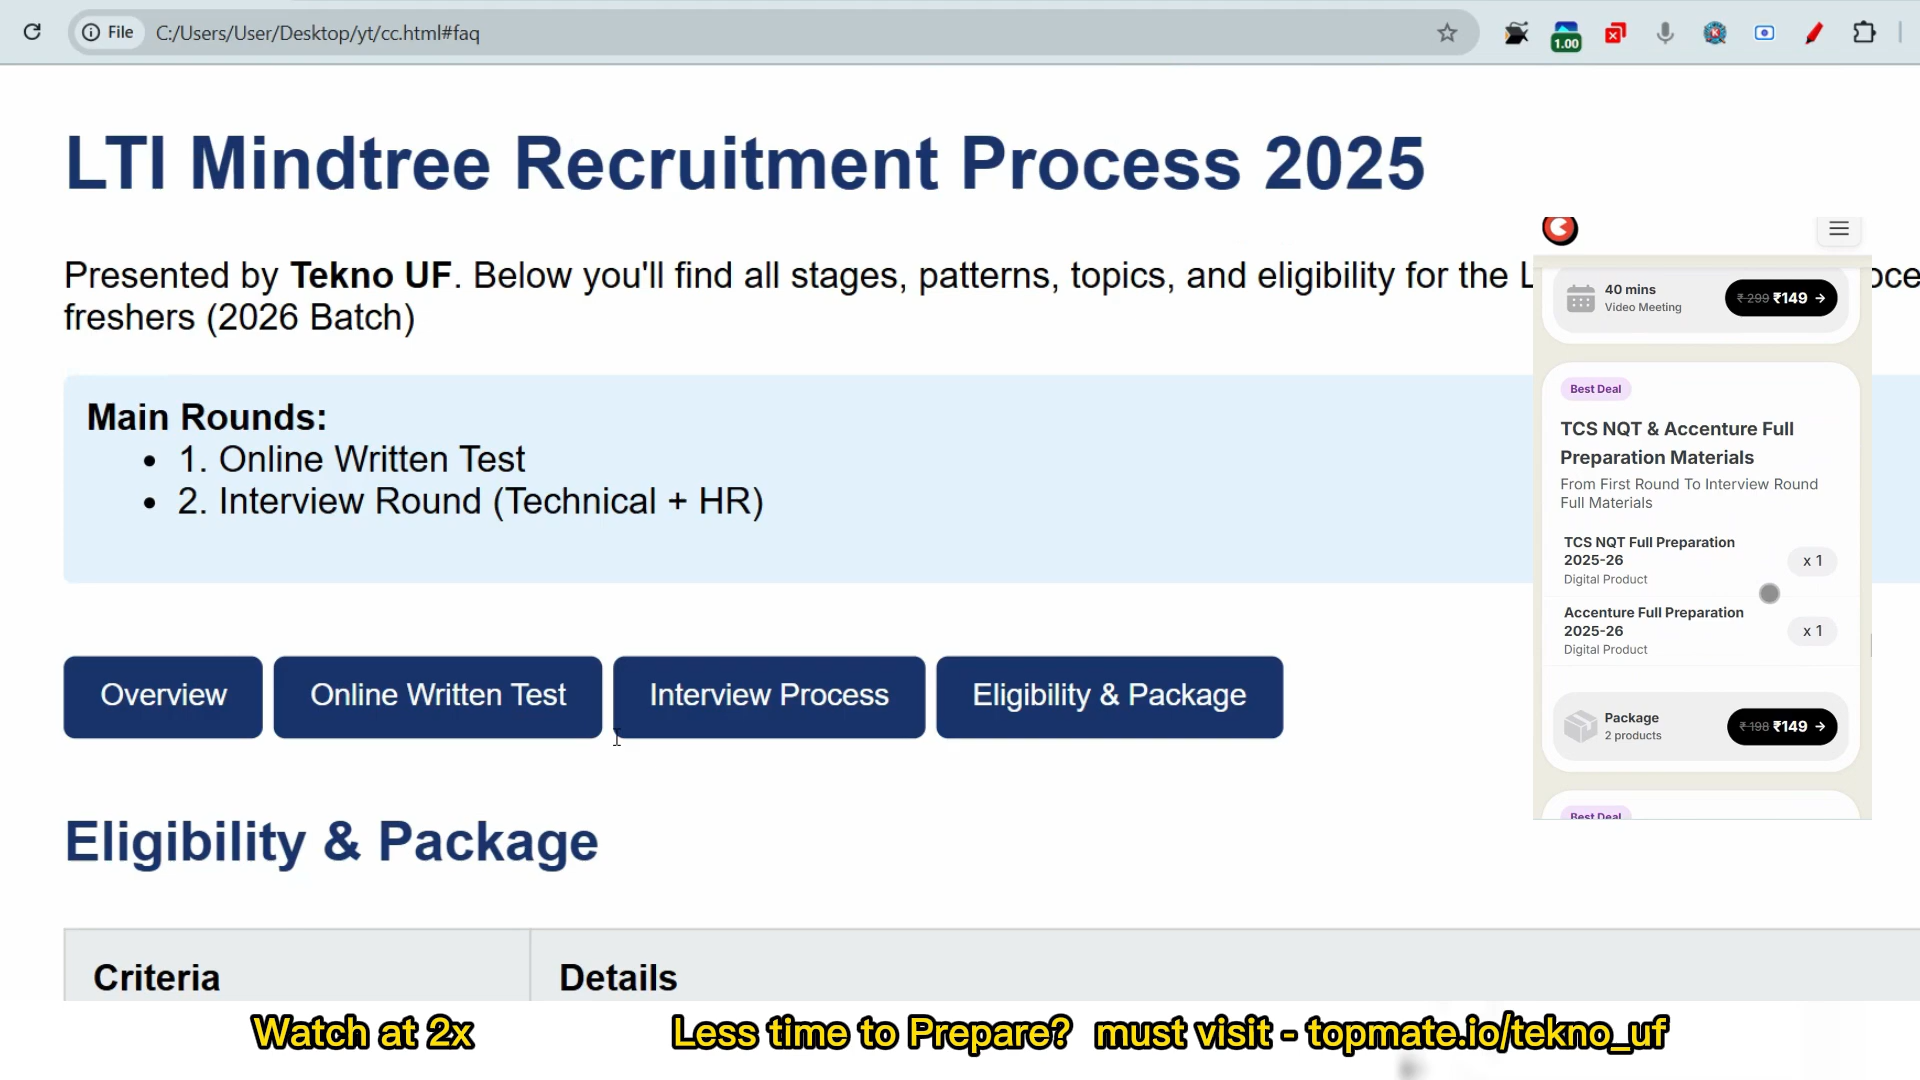 File C:/Users/User/Desktop/yt/cc.html#faq
1.00
LTI Mindtree Recruitment Process 2025
Presented by Tekno UF. Below you'll find all stages, patterns, topics, and eligibility for the
freshers (2026 Batch)
Main Rounds:
• 1. Online Written Test
• 2. Interview Round (Technical + HR)
Overview
Online Written Test
Interview Process
Eligibility & Package
Eligibility & Package
Criteria
Details
40 mins
Video Meeting
₹299 ₹149 →
Best Deal
TCS NQT & Accenture Full
Preparation Materials
From First Round To Interview Round
Full Materials
TCS NQT Full Preparation
2025-26
Digital Product
x 1
Accenture Full Preparation
2025-26
Digital Product
x 1
Package
2 products
₹198 ₹149 →
Best Deal
Watch at 2x
Less time to Prepare? must visit - topmate.io/tekno_uf